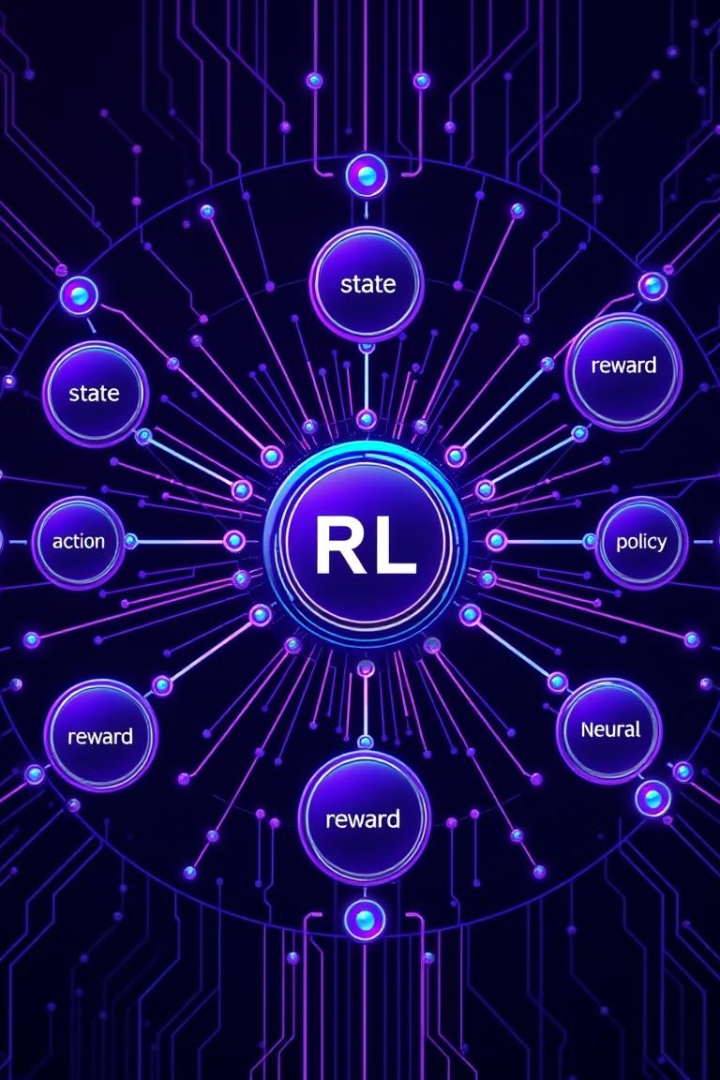 state
reward
state
RL
action
policy
reward
Neural
reward